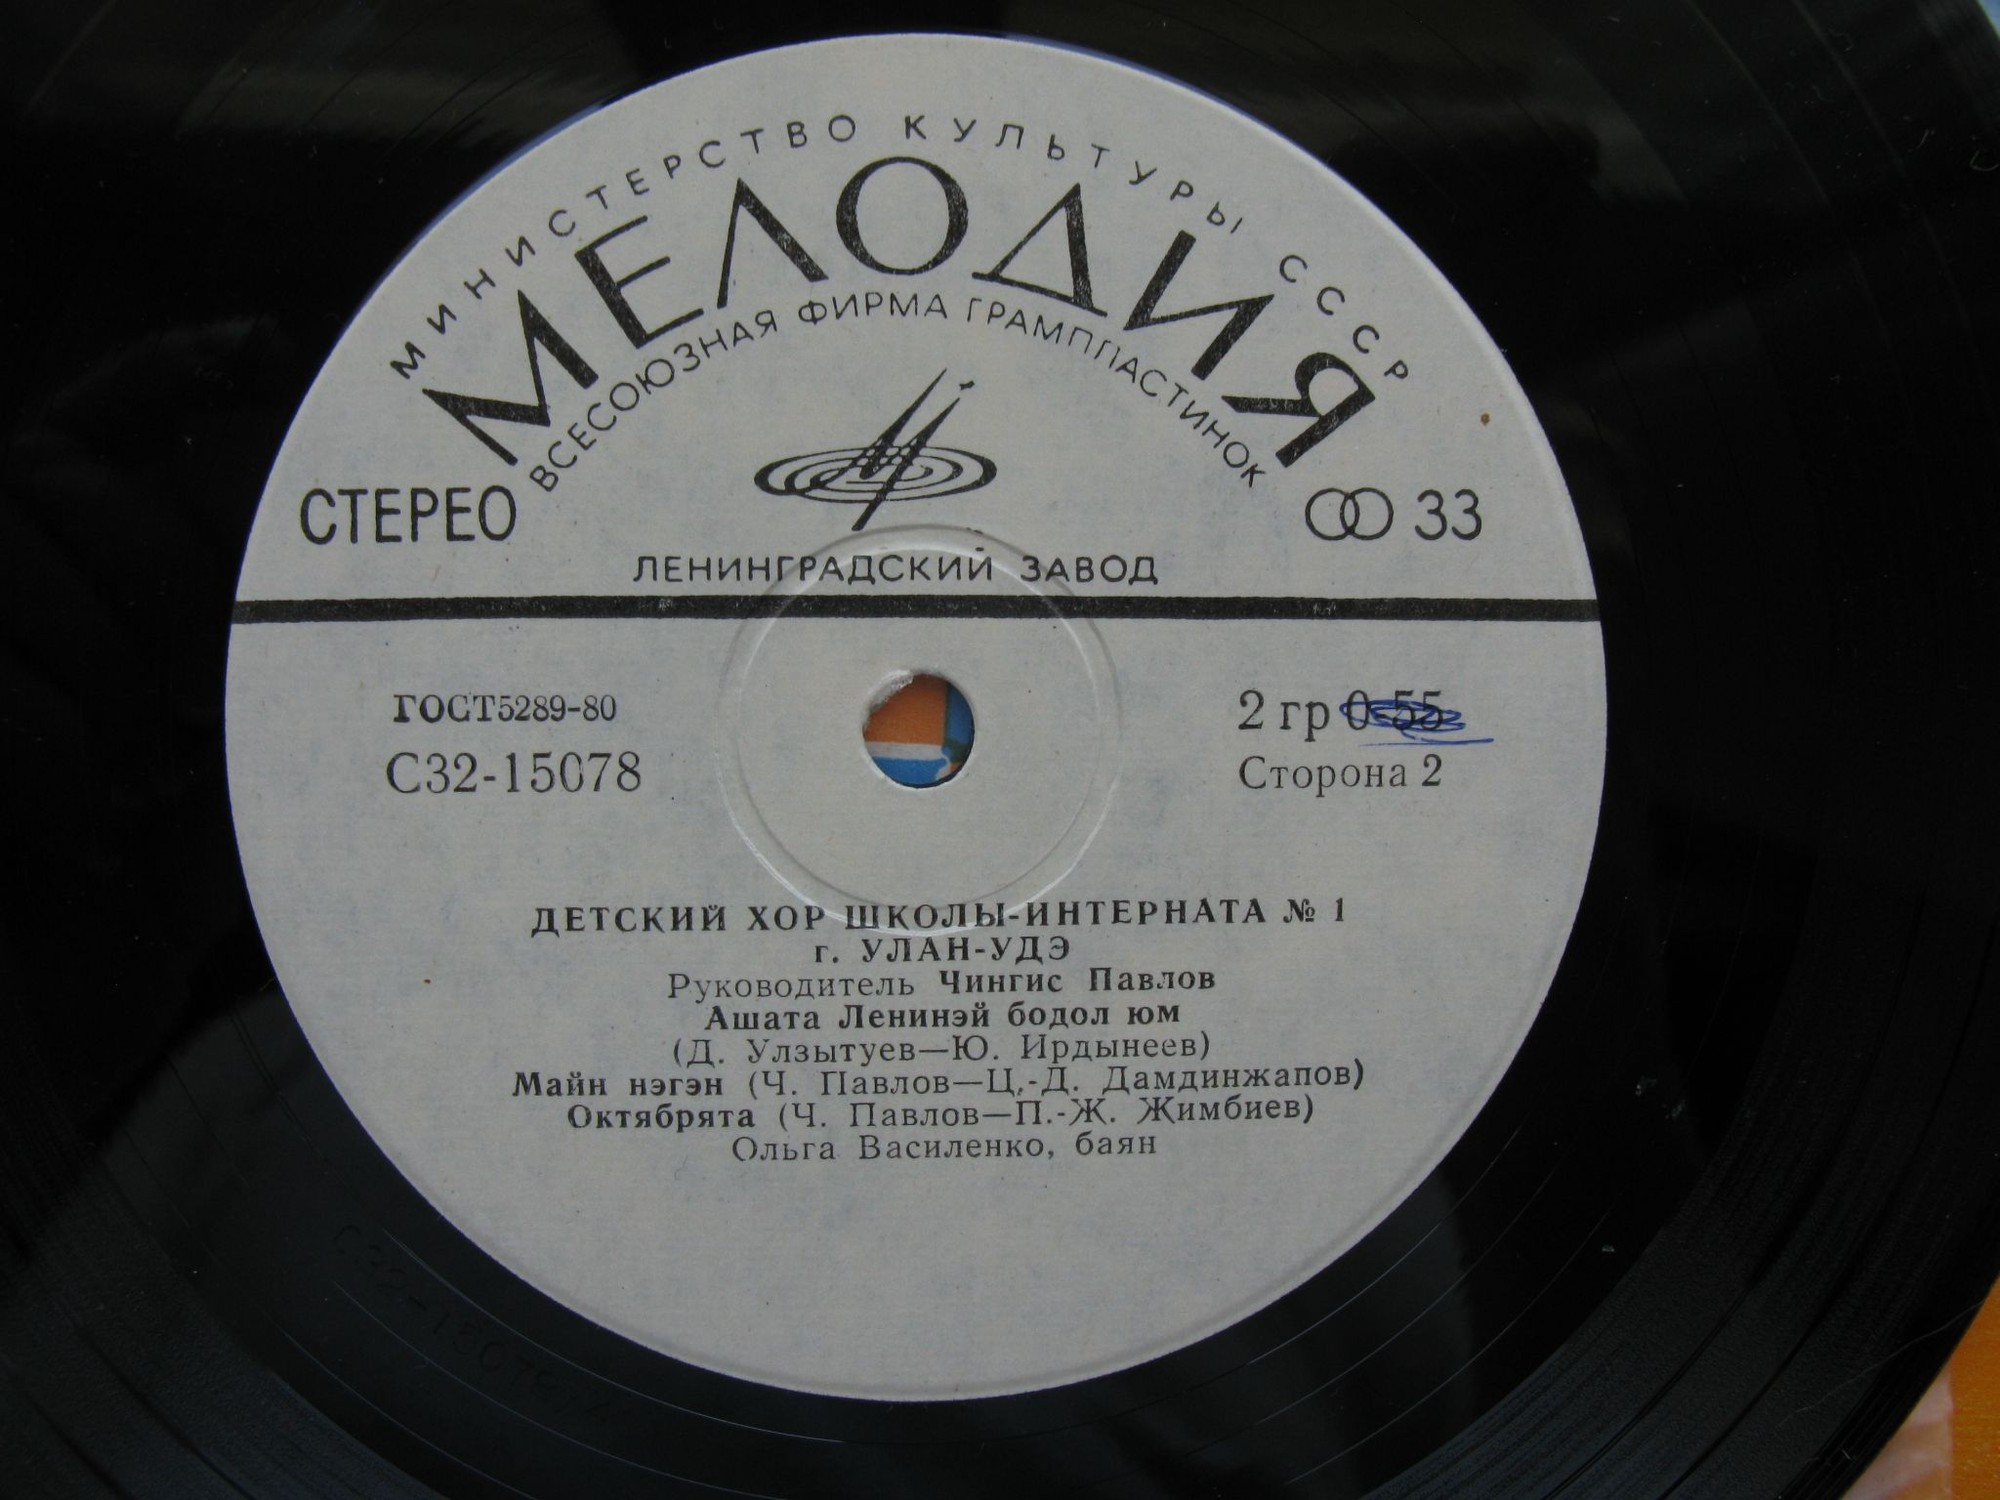 МИНИСТЕРСТВО КУЛЬТУРЫ СССР
МЕЛОДИЯ
ВСЕСОЮЗНАЯ ФИРМА ГРАМПЛАСТИНОК
СТЕРЕО
33
ЛЕНИНГРАДСКИЙ ЗАВОД
ГОСТ5289-80
2 гр 0-55
С32-15078
Сторона 2
ДЕТСКИЙ ХОР ШКОЛЫ-ИНТЕРНАТА № 1
г. УЛАН-УДЭ
Руководитель Чингис Павлов
Ашата Ленинэй бодол юм
(Д. Улзытуев—Ю. Ирдынеев)
Майн нэгэн (Ч. Павлов—Ц.-Д. Дамдинжапов)
Октябрята (Ч. Павлов—П.-Ж. Жимбиев)
Ольга Василенко, баян